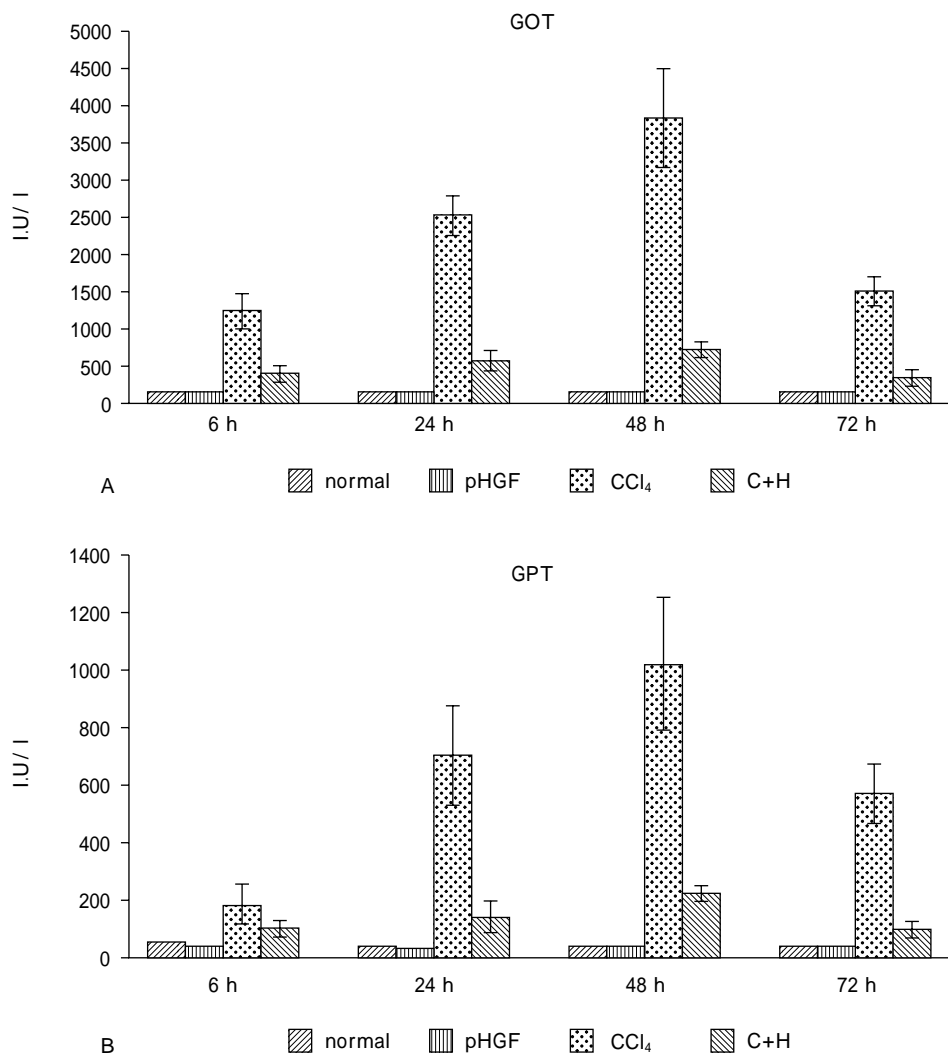 GOT
5000
4500
4000
3500
3000
2500
2000
1500
1000
500
0
I.U/ l
6 h 24 h 48 h 72 h
A normal pHGF CCl₄ C+H
GPT
1400
1200
1000
800
600
400
200
0
I.U/ l
6 h 24 h 48 h 72 h
B normal pHGF CCl₄ C+H